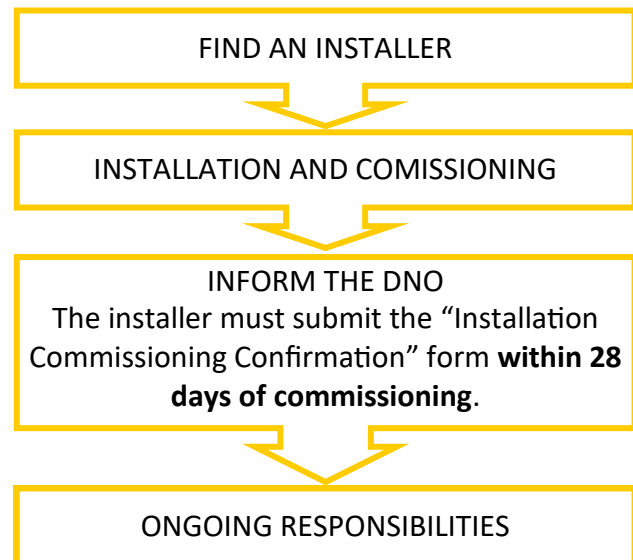 FIND AN INSTALLER
INSTALLATION AND COMISSIONING
INFORM THE DNO
The installer must submit the “Installation
Commissioning Confirmation” form within 28
days of commissioning.
ONGOING RESPONSIBILITIES